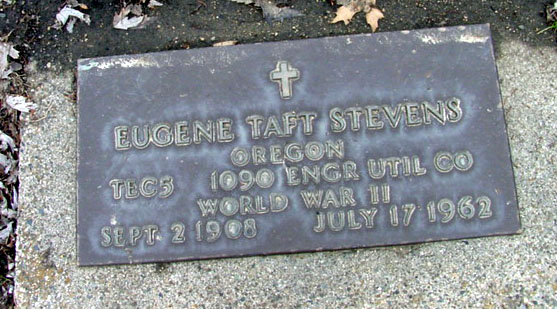 EUGENE TAFT STEVENS
OREGON
TEC5 1090 ENGR UTIL CO
WORLD WAR II
SEPT. 2 1908 JULY 17 1962